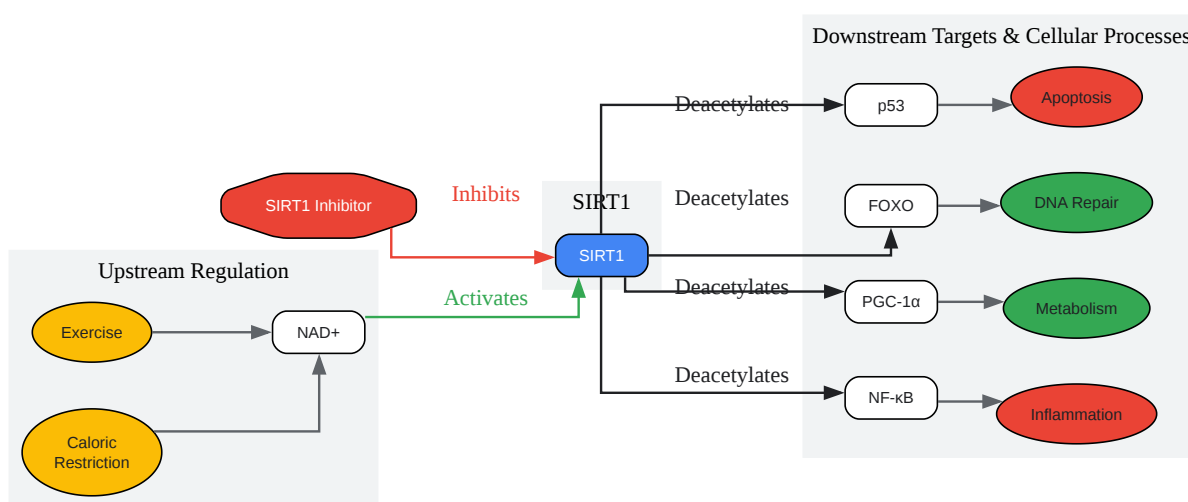 Downstream Targets & Cellular Processes
Deacetylates
p53
Apoptosis
SIRT1 Inhibitor
Inhibits
SIRT1
Deacetylates
FOXO
DNA Repair
SIRT1
Upstream Regulation
Activates
Deacetylates
PGC-1α
Metabolism
Exercise
NAD+
Deacetylates
NF-κB
Inflammation
Caloric
Restriction